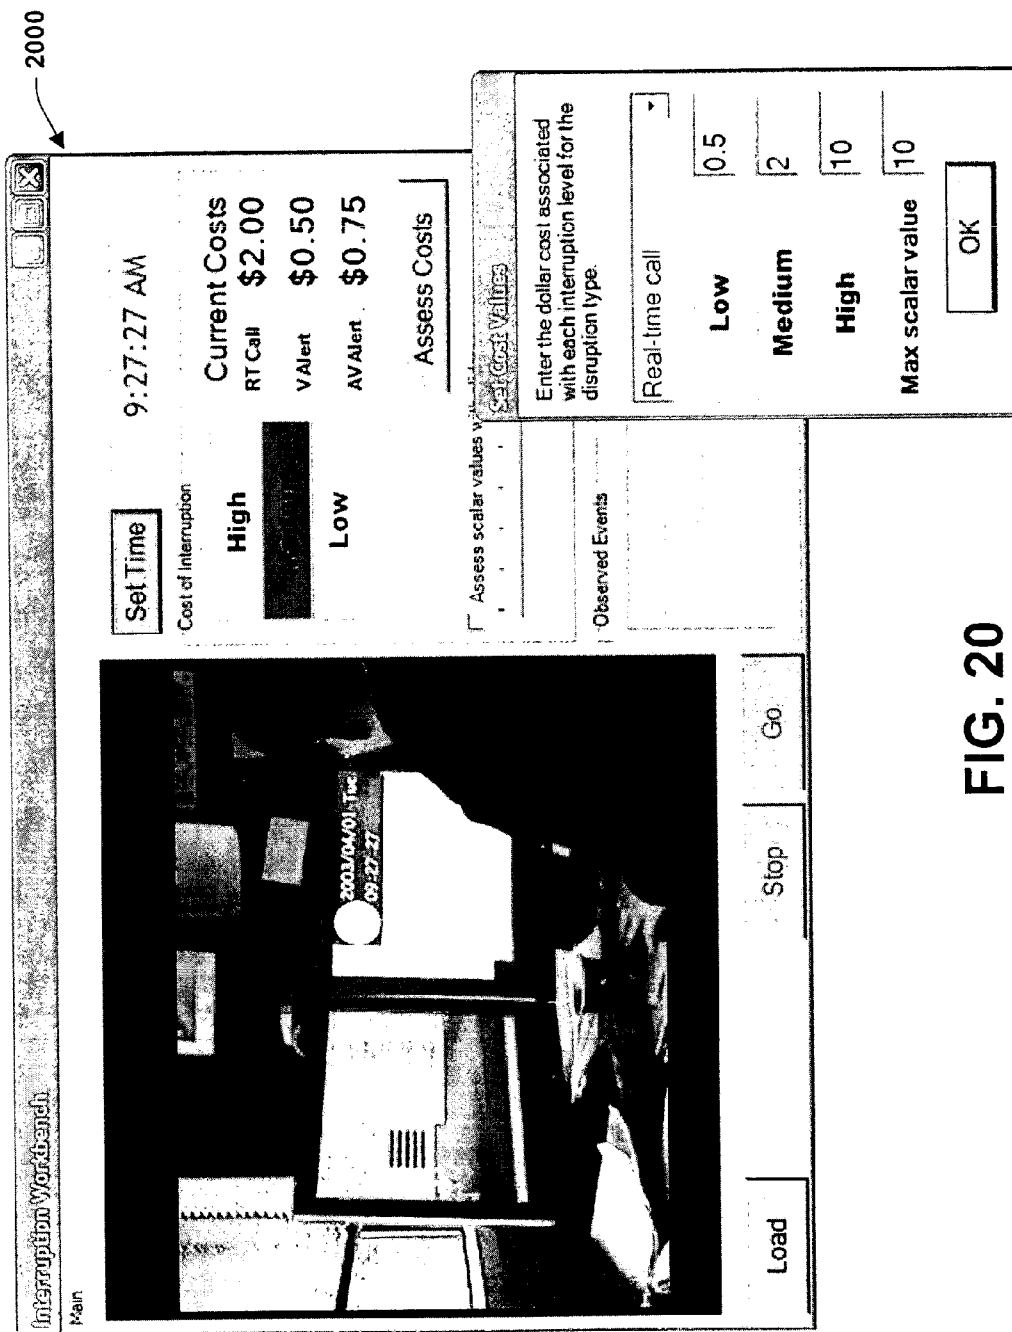 2000
Interruption Workbench
Main
Set Time
9:27:27 AM
Cost of Interruption
High
Low
Current Costs
RT Call $2.00
V Alert $0.50
AV Alert $0.75
Assess Costs
Assess scalar values
Observed Events
2003/04/01 Tue
09:27:27
Load
Stop
Go
Set Cost Values
Enter the dollar cost associated
with each interruption level for the
disruption type.
Real-time call
Low 0.5
Medium 2
High 10
Max scalar value 10
OK
FIG. 20